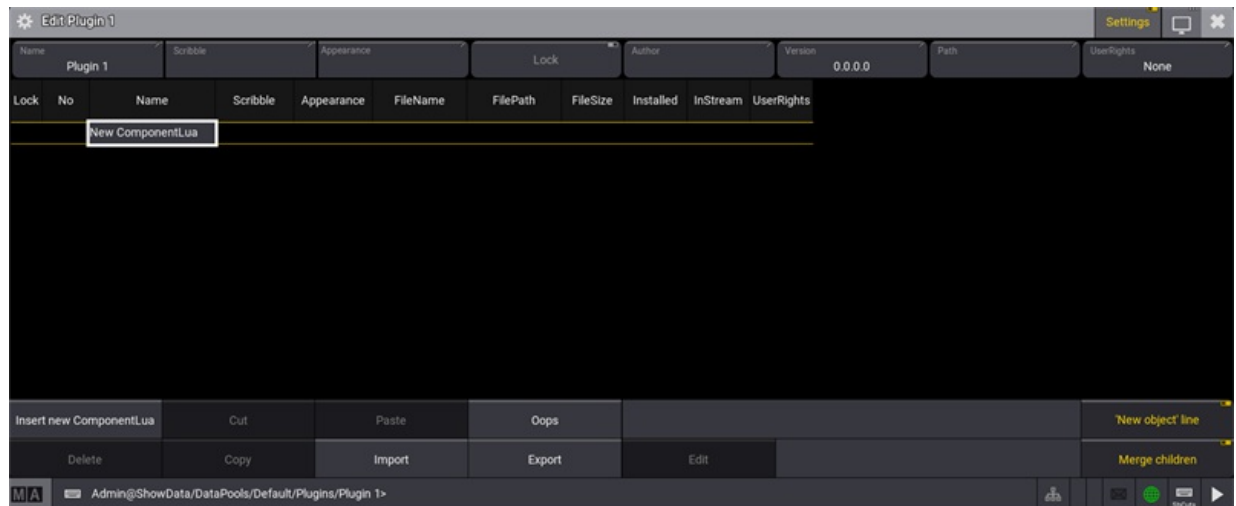 Edit Plugin 1 Settings
Name Scribble Appearance Lock Author Version Path UserRights
Plugin 1 0.0.0.0 None
Lock No Name Scribble Appearance FileName FilePath FileSize Installed InStream UserRights
New ComponentLua
Insert new ComponentLua Cut Paste Oops 'New object' line
Delete Copy Import Export Edit Merge children
MA Admin@ShowData/DataPools/Default/Plugins/Plugin 1>